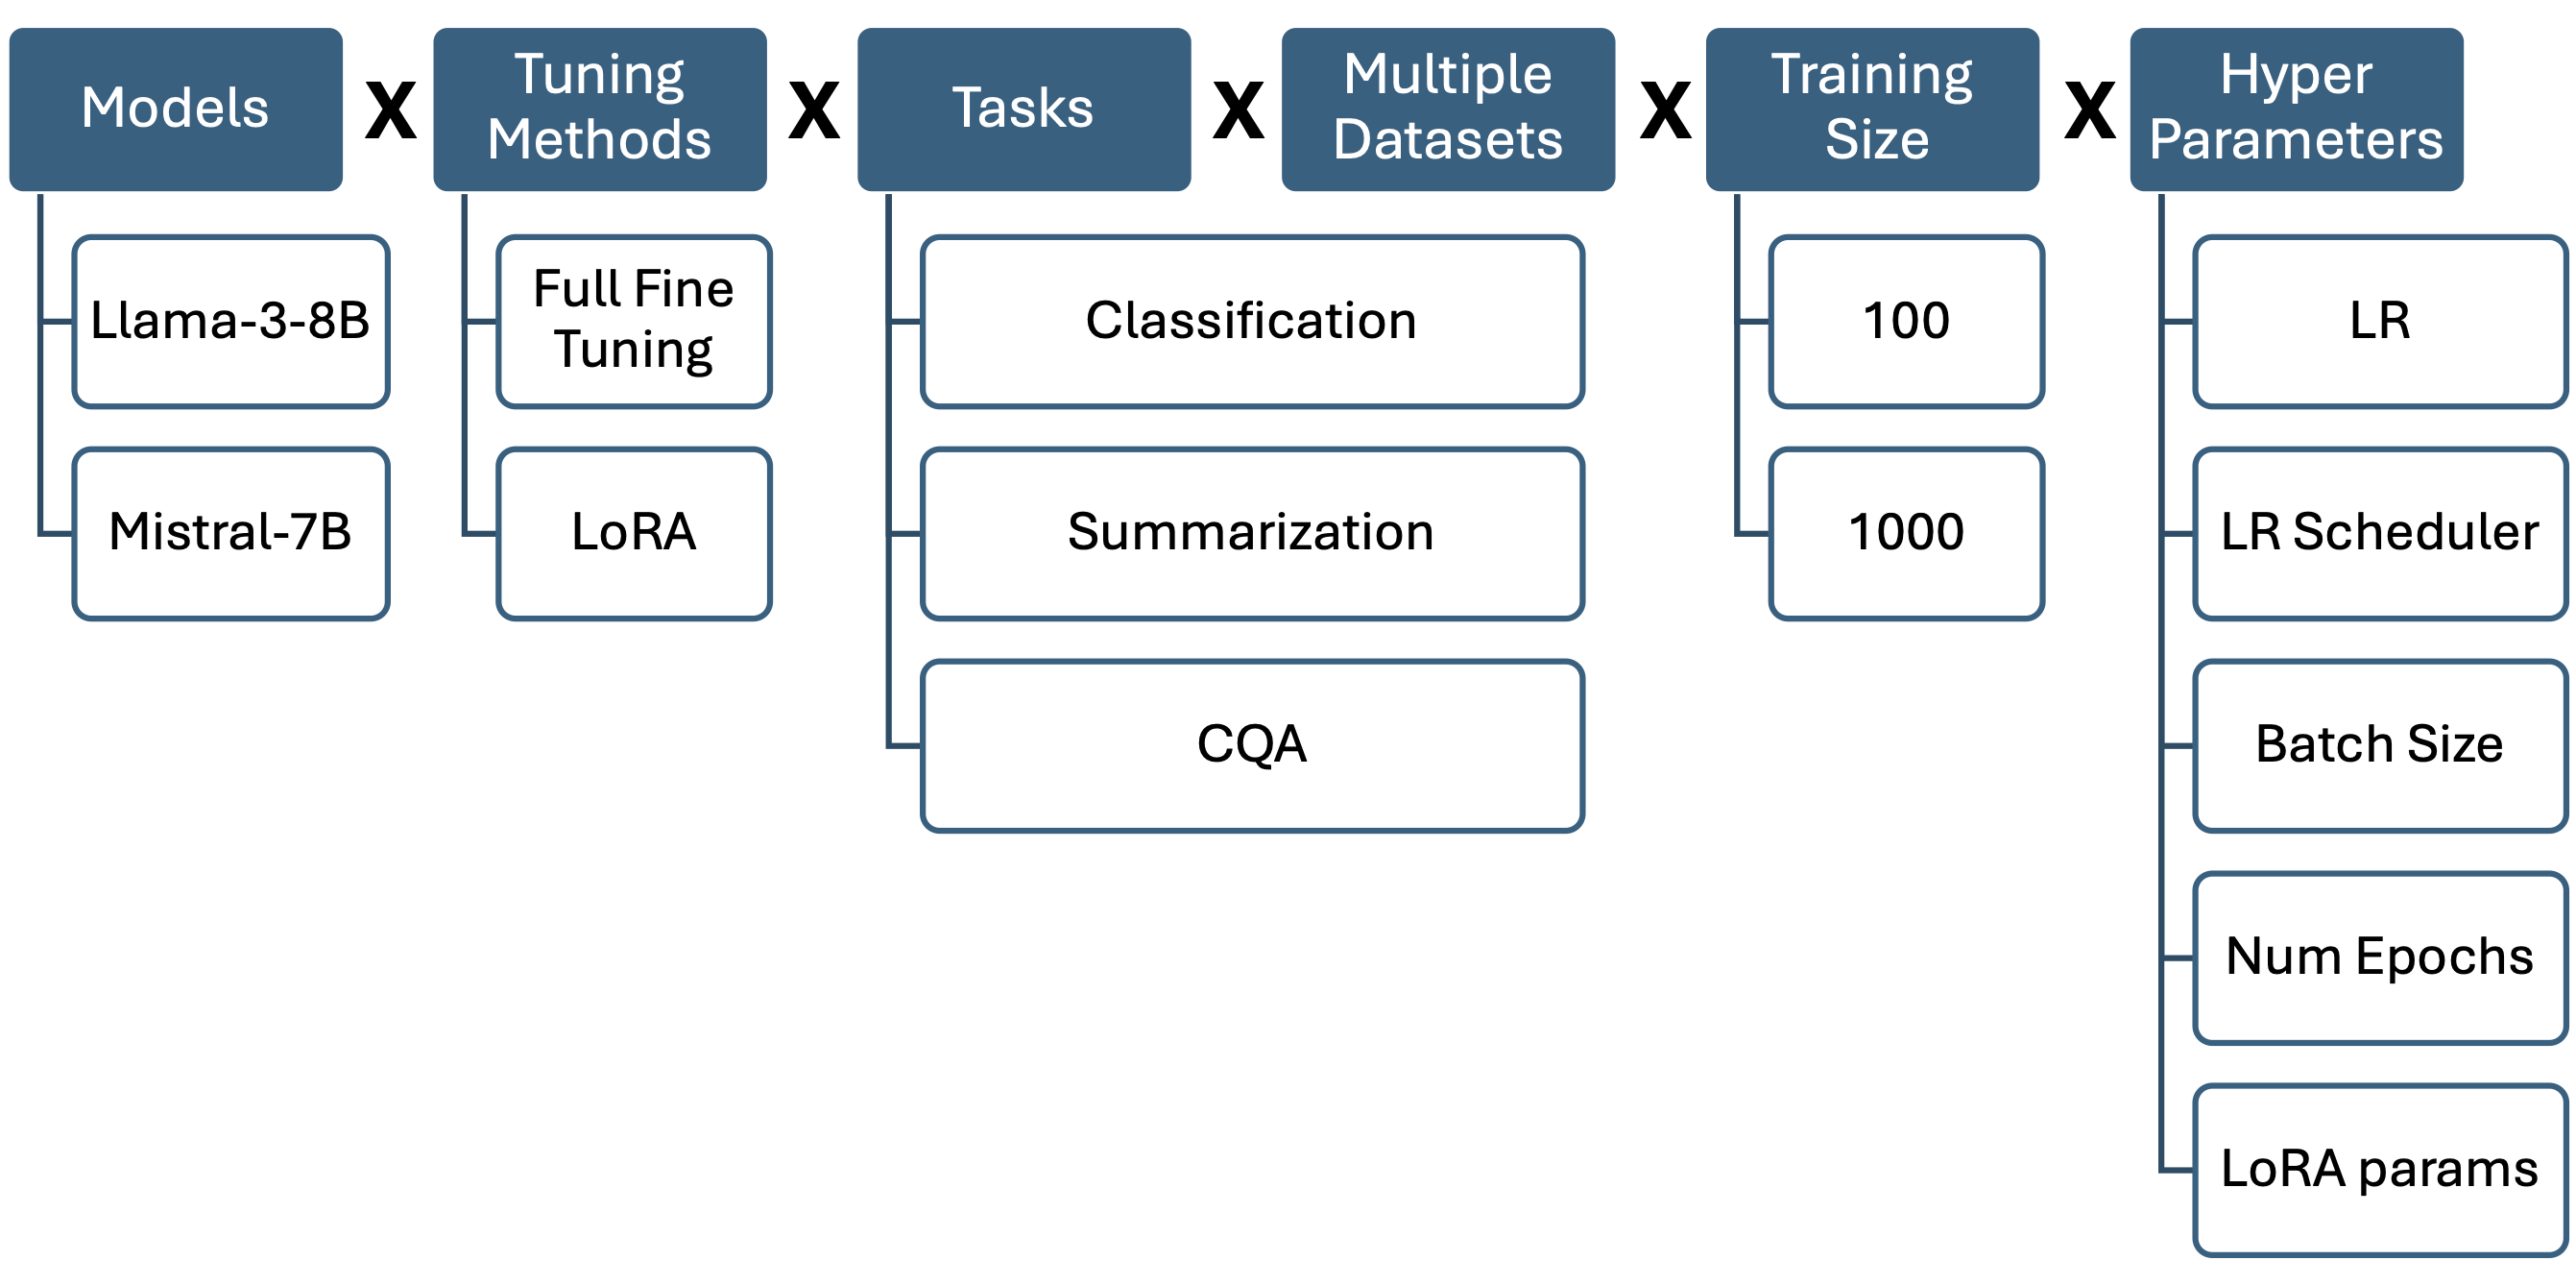 Models
X
Tuning
Methods
X
Tasks
X
Multiple
Datasets
X
Training
Size
X
Hyper
Parameters
Llama-3-8B
Mistral-7B
Full Fine
Tuning
LoRA
Classification
Summarization
CQA
100
1000
LR
LR Scheduler
Batch Size
Num Epochs
LoRA params